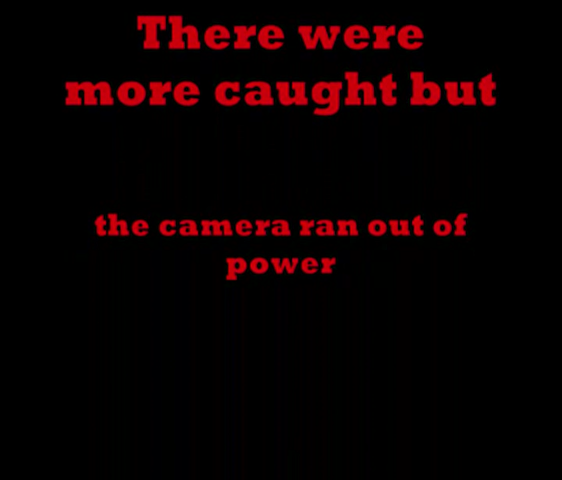 There were
more caught but
the camera ran out of
power